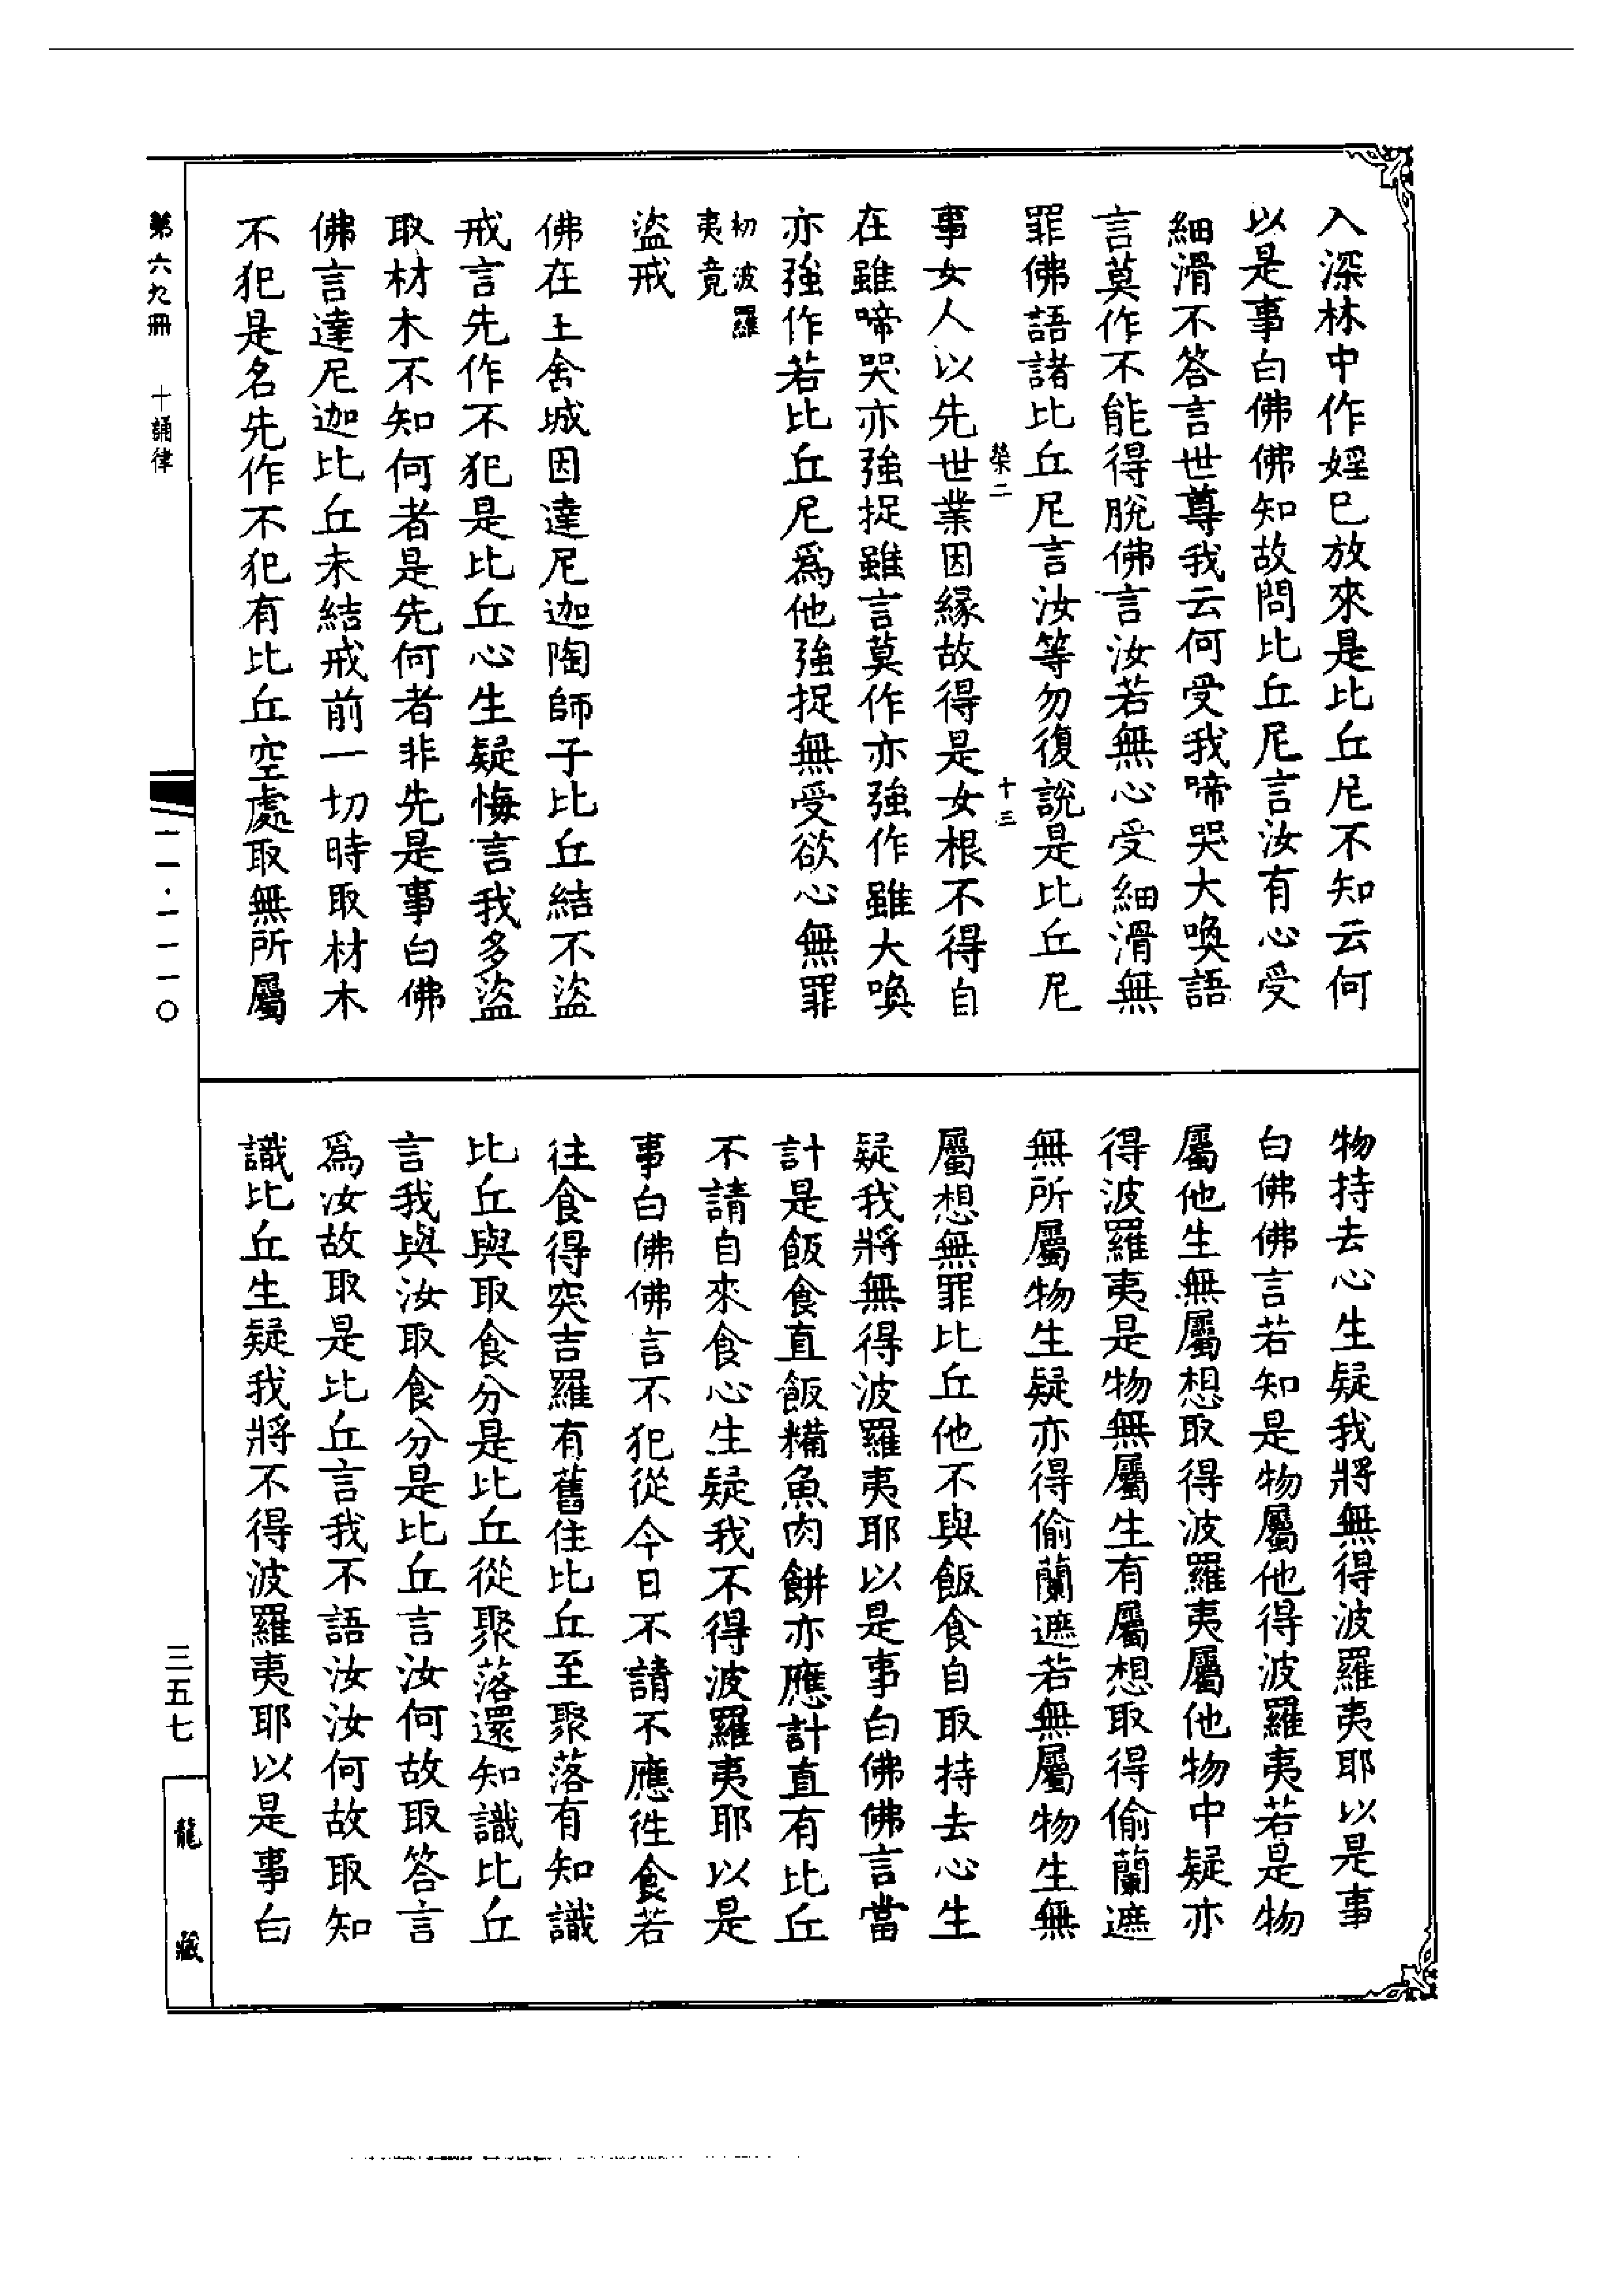 入深林中作婬已放來是比丘尼不知云何
以是事白佛佛知故問比丘尼言汝有心受
細滑不答言世尊我云何受我啼哭大喚語
言莫作不能得脫佛言汝若無心受細滑無
罪佛語諸比丘尼言汝等勿復說是比丘尼
榮二
十三
事女人以先世業因緣故得是女根不得自
在雖啼哭亦強捉雖言莫作亦強作雖大喚
亦強作若比丘尼爲他強捉無受欲心無罪
初波羅
夷竟
盜戒
佛在王舍城因達尼迦陶師子比丘結不盜
戒言先作不犯是比丘心生疑悔言我多盜
取材木不知何者是先何者非先是事白佛
佛言達尼迦比丘未結戒前一切時取材木
不犯是名先作不犯有比丘空處取無所屬
物持去心生疑我將無得波羅夷耶以是事
白佛佛言若知是物屬他得波羅夷若是物
屬他生無屬想取得波羅夷屬他物中疑亦
得波羅夷是物無屬生有屬想取得偷蘭遮
無所屬物生疑亦得偷蘭遮若無屬物生無
屬想無罪比丘他不與飯食自取持去心生
疑我將無得波羅夷耶以是事白佛佛言當
計是飯食直飯糒魚肉餅亦應計直有比丘
不請自來食心生疑我不得波羅夷耶以是
事白佛佛言不犯從今日不請不應徃食若
往食得突吉羅有舊住比丘至聚落有知識
比丘與取食分是比丘從聚落還知識比丘
言我與汝取食分是比丘言汝何故取答言
爲汝故取是比丘言我不語汝汝何故取知
識比丘生疑我將不得波羅夷耶以是事白
第六九冊 十誦律
一一·一一一〇
三五七
龍藏